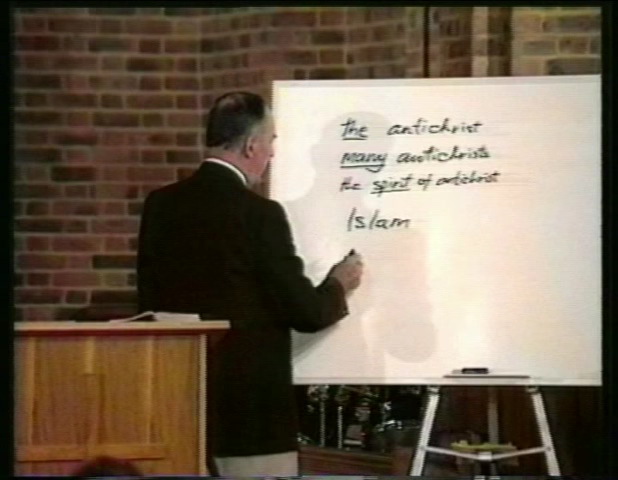 the antichrist
many antichrists
the spirit of antichrist
Islam